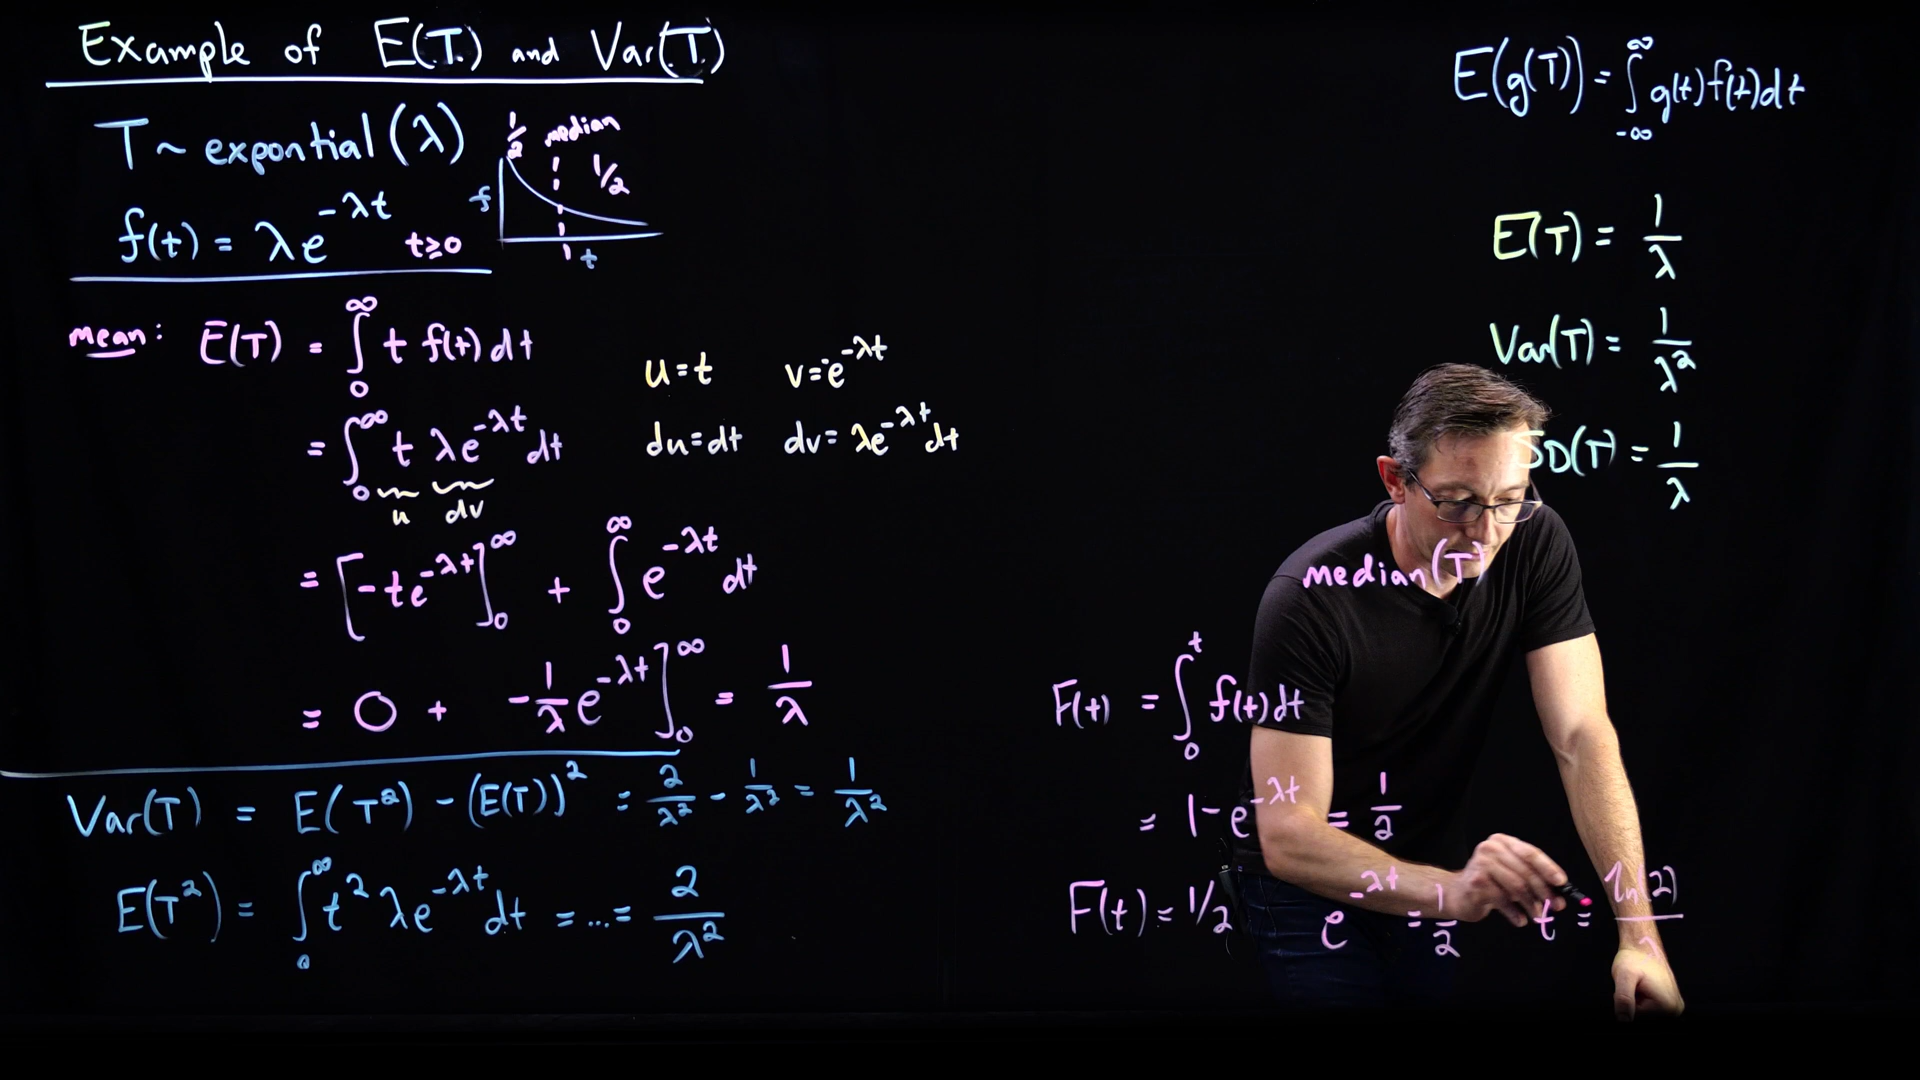 Example of E(T) and Var(T)
T ~ expontial (λ)
f(t) = λe^{-λt} t≥0
1/2 median 1/2
f
t
mean: E(T) = ∫_0^∞ t f(t) dt
= ∫_0^∞ t λe^{-λt} dt
u dv
u=t v=-e^{-λt}
du=dt dv= λe^{-λt}dt
= [-te^{-λt}]_0^∞ + ∫_0^∞ e^{-λt} dt
= 0 + -1/λ e^{-λt}]_0^∞ = 1/λ
Var(T) = E(T²) - (E(T))² = 2/λ² - 1/λ² = 1/λ²
E(T²) = ∫_0^∞ t² λe^{-λt} dt = ... = 2/λ²
E(g(T)) = ∫_{-∞}^∞ g(t) f(t) dt
E(T) = 1/λ
Var(T) = 1/λ²
SD(T) = 1/λ
median(T)
F(t) = ∫_0^t f(t) dt
= 1-e^{-λt} = 1/2
F(t) = 1/2 e^{-λt} = 1/2 t = ln(2)/λ